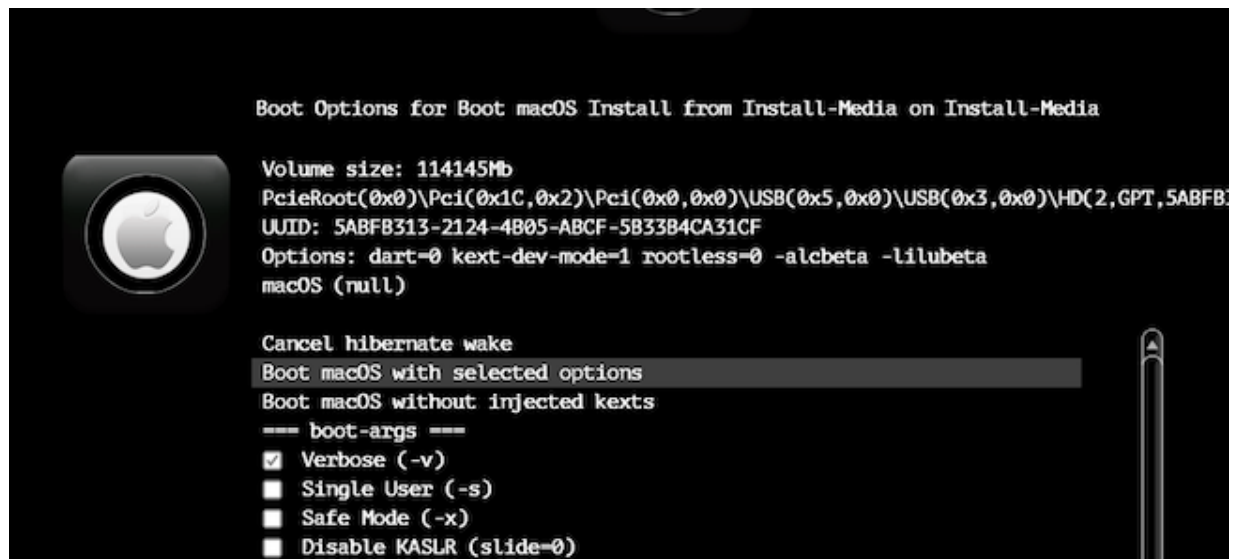 Boot Options for Boot macOS Install from Install-Media on Install-Media
Volume size: 114145Mb
PcieRoot(0x0)\Pci(0x1C,0x2)\Pci(0x0,0x0)\USB(0x5,0x0)\USB(0x3,0x0)\HD(2,GPT,5ABFB3
UUID: 5ABFB313-2124-4B05-ABCF-5B33B4CA31CF
Options: dart=0 kext-dev-mode=1 rootless=0 -alcbeta -lilubeta
macOS (null)
Cancel hibernate wake
Boot macOS with selected options
Boot macOS without injected kexts
=== boot-args ===
Verbose (-v)
Single User (-s)
Safe Mode (-x)
Disable KASLR (slide=0)